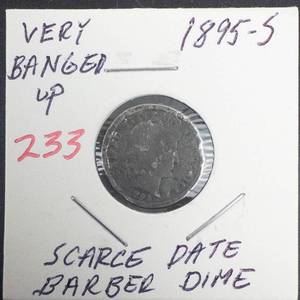 VERY
1895-S
BANGED
UP
233
SCARCE DATE
BARBER DIME